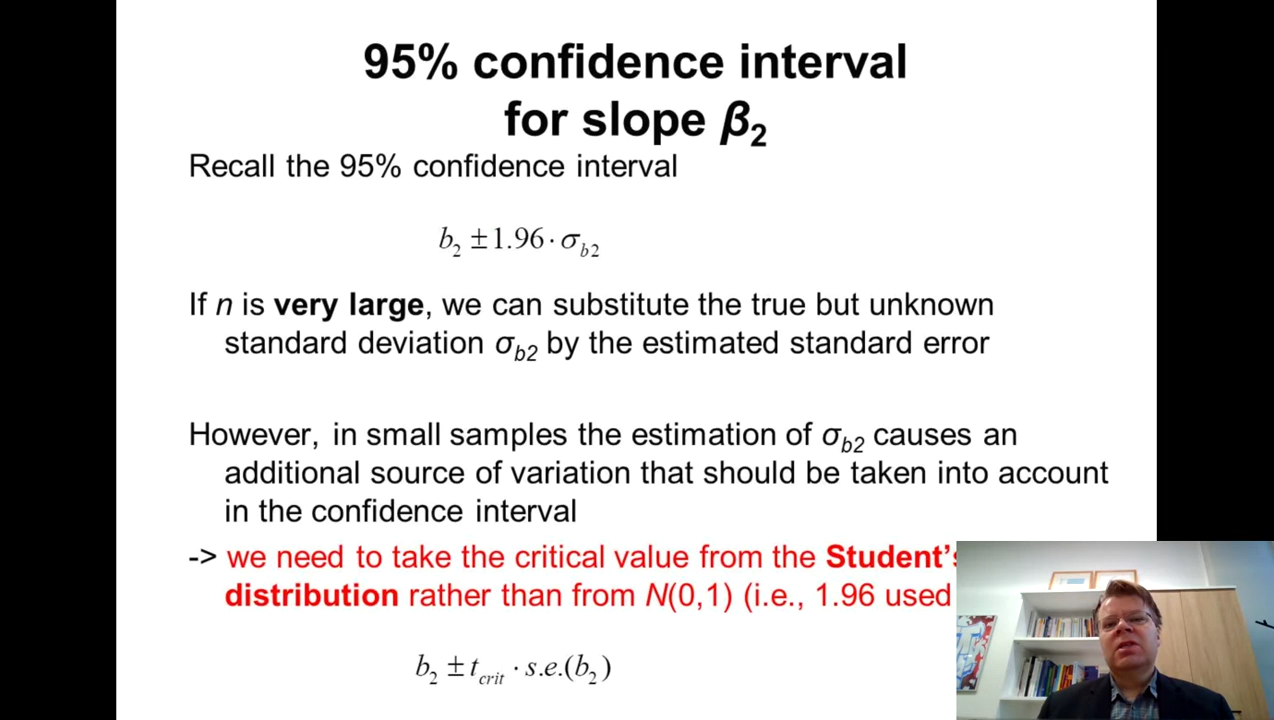 95% confidence interval
for slope β₂
Recall the 95% confidence interval
b₂ ±1.96· σ_b2
If n is very large, we can substitute the true but unknown
standard deviation σ_b2 by the estimated standard error
However, in small samples the estimation of σ_b2 causes an
additional source of variation that should be taken into account
in the confidence interval
-> we need to take the critical value from the Student's
distribution rather than from N(0,1) (i.e., 1.96 used
b₂ ±t_crit · s.e.(b₂)